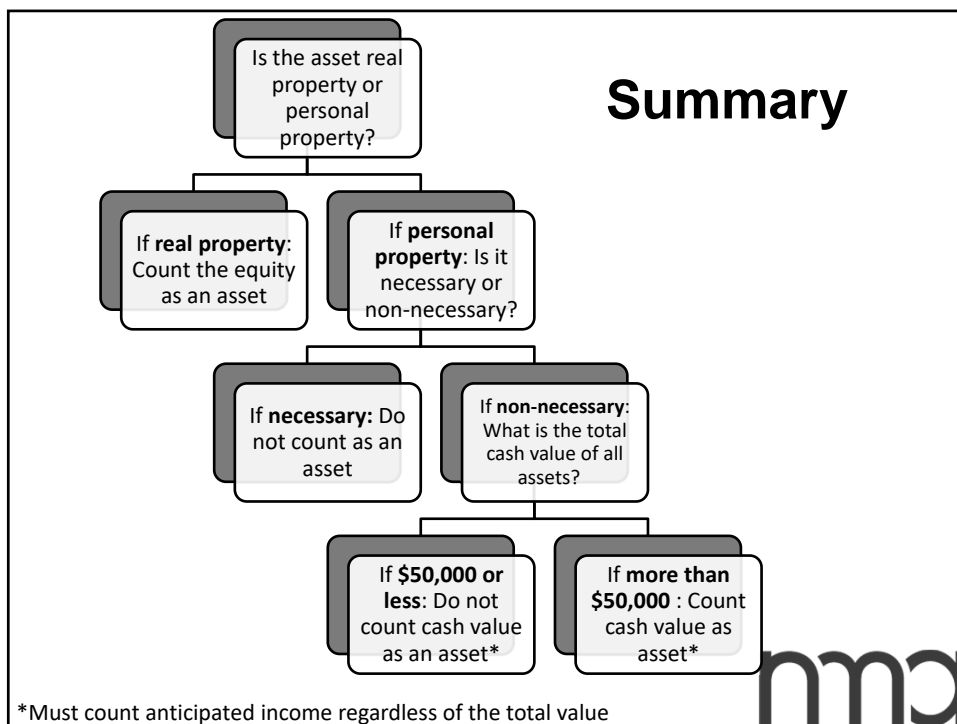 Summary
Is the asset real
property or
personal
property?
If real property:
Count the equity
as an asset
If personal
property: Is it
necessary or
non-necessary?
If necessary: Do
not count as an
asset
If non-necessary:
What is the total
cash value of all
assets?
If $50,000 or
less: Do not
count cash value
as an asset*
If more than
$50,000 : Count
cash value as
asset*
nma
*Must count anticipated income regardless of the total value